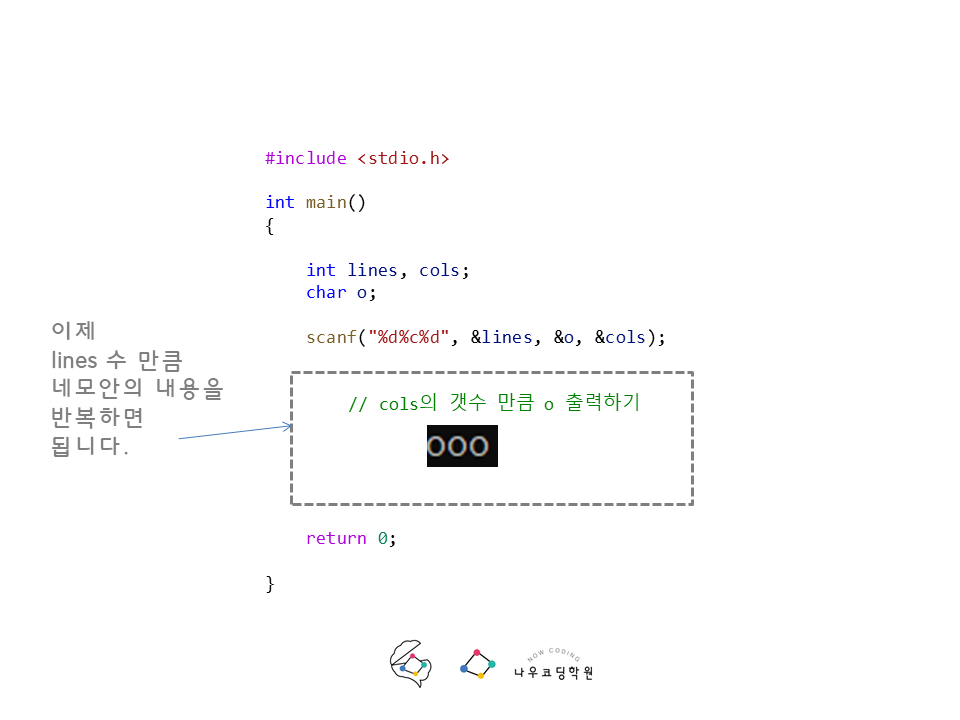 #include <stdio.h>
int main()
{
int lines, cols;
char o;
scanf("%d%c%d", &lines, &o, &cols);
이제
lines 수 만큼
네모안의 내용을
반복하면
됩니다.
// cols의 갯수 만큼 o 출력하기
ooo
return 0;
}
NOW CODING
나우코딩학원